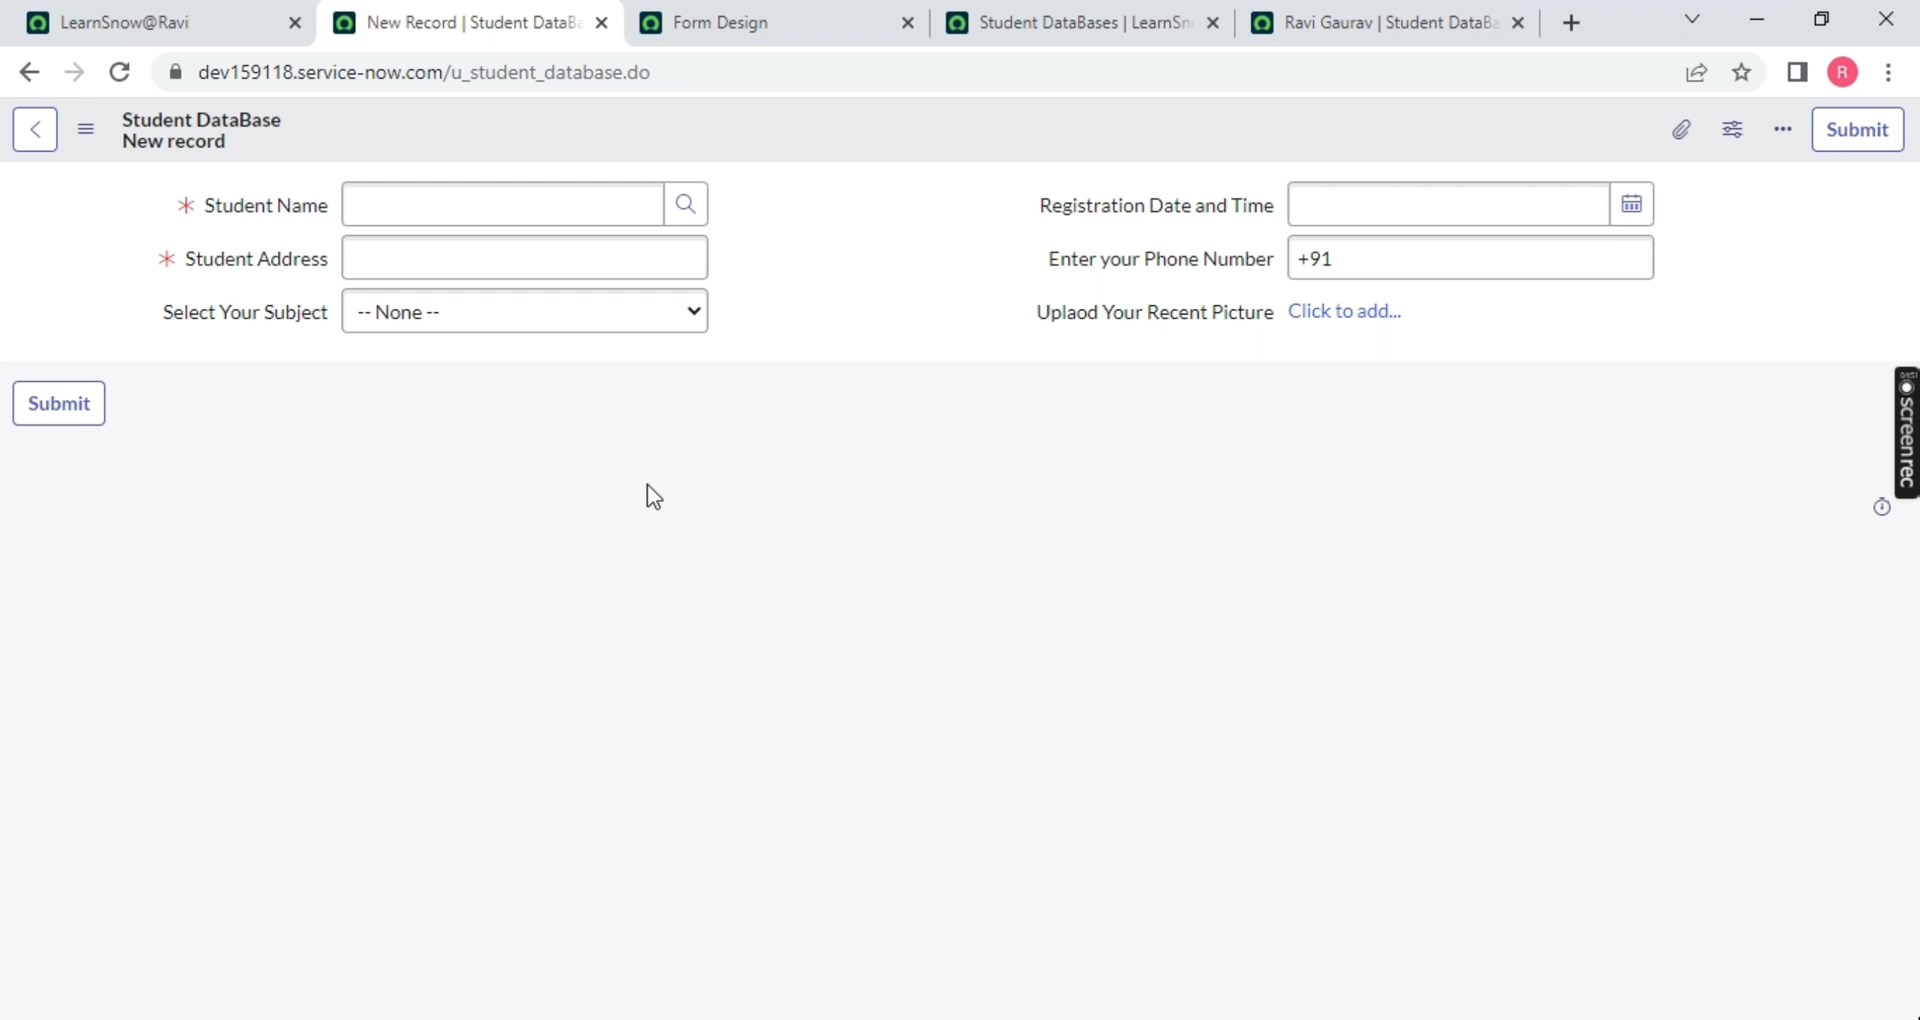 LearnSnow@Ravi
New Record | Student DataBa
Form Design
Student DataBases | LearnSn
Ravi Gaurav | Student DataBa
dev159118.service-now.com/u_student_database.do
R
Student DataBase
New record
Submit
Student Name
Registration Date and Time
Student Address
Enter your Phone Number +91
Select Your Subject -- None --
Uplaod Your Recent Picture Click to add...
Submit
screenrec